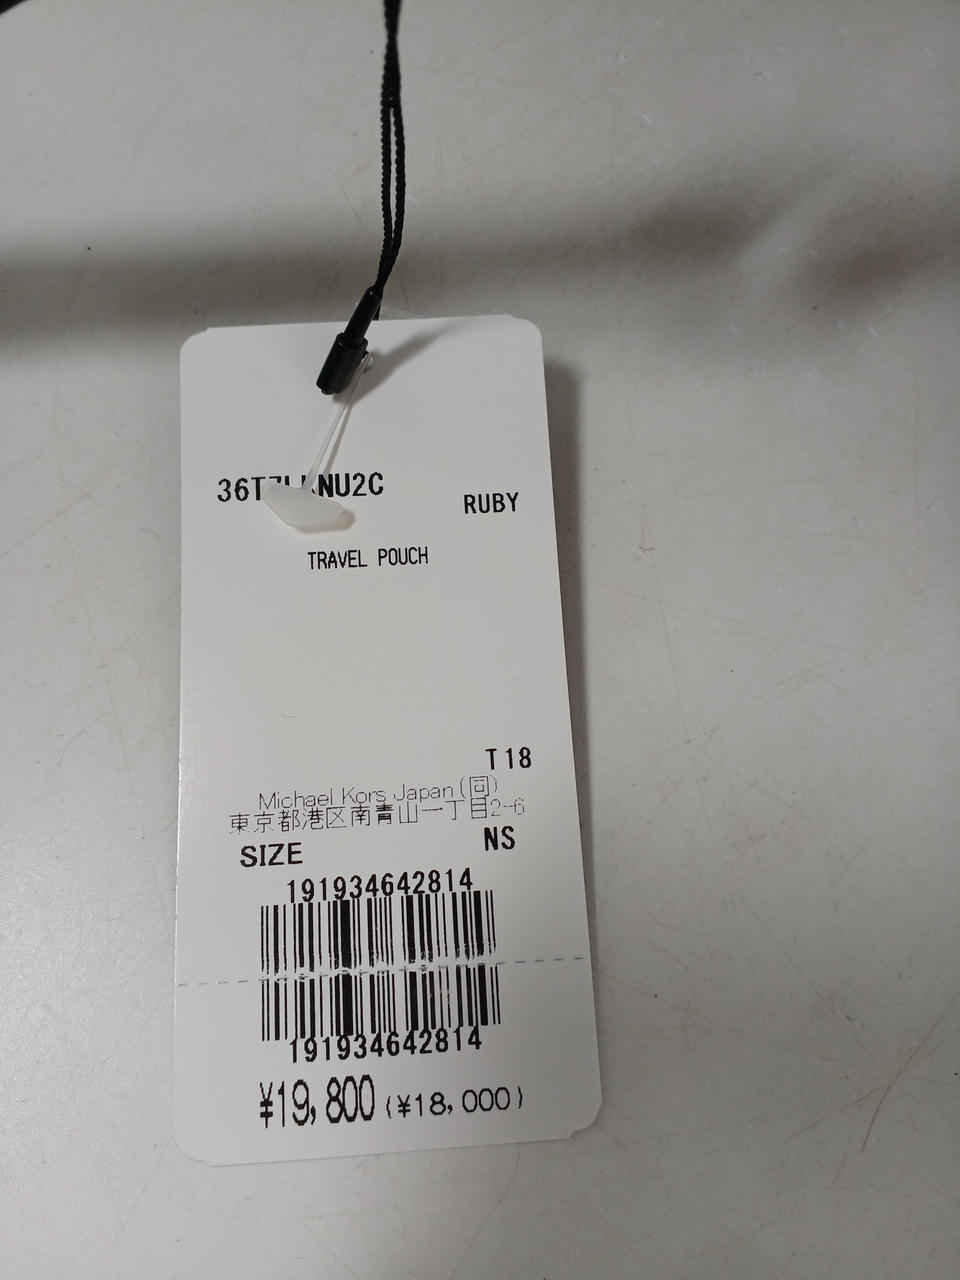 RUBY
TRAVEL POUCH
T18
Michael Kors Japan(同)
東京都港区南青山一丁目2-6
SIZE NS
191934642814
191934642814
¥19,800 (¥18,000)